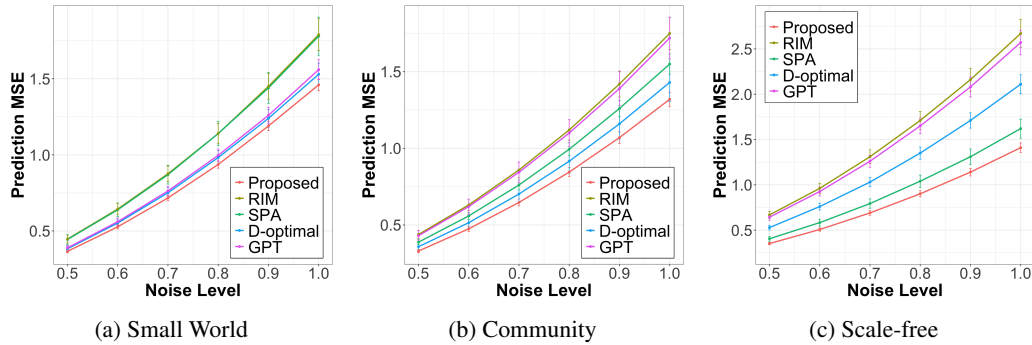 Prediction MSE
1.5
1.0
0.5
0.5 0.6 0.7 0.8 0.9 1.0
Noise Level
Proposed
RIM
SPA
D-optimal
GPT
(a) Small World
Prediction MSE
1.5
1.0
0.5
0.5 0.6 0.7 0.8 0.9 1.0
Noise Level
Proposed
RIM
SPA
D-optimal
GPT
(b) Community
Prediction MSE
2.5
2.0
1.5
1.0
0.5
0.5 0.6 0.7 0.8 0.9 1.0
Noise Level
Proposed
RIM
SPA
D-optimal
GPT
(c) Scale-free